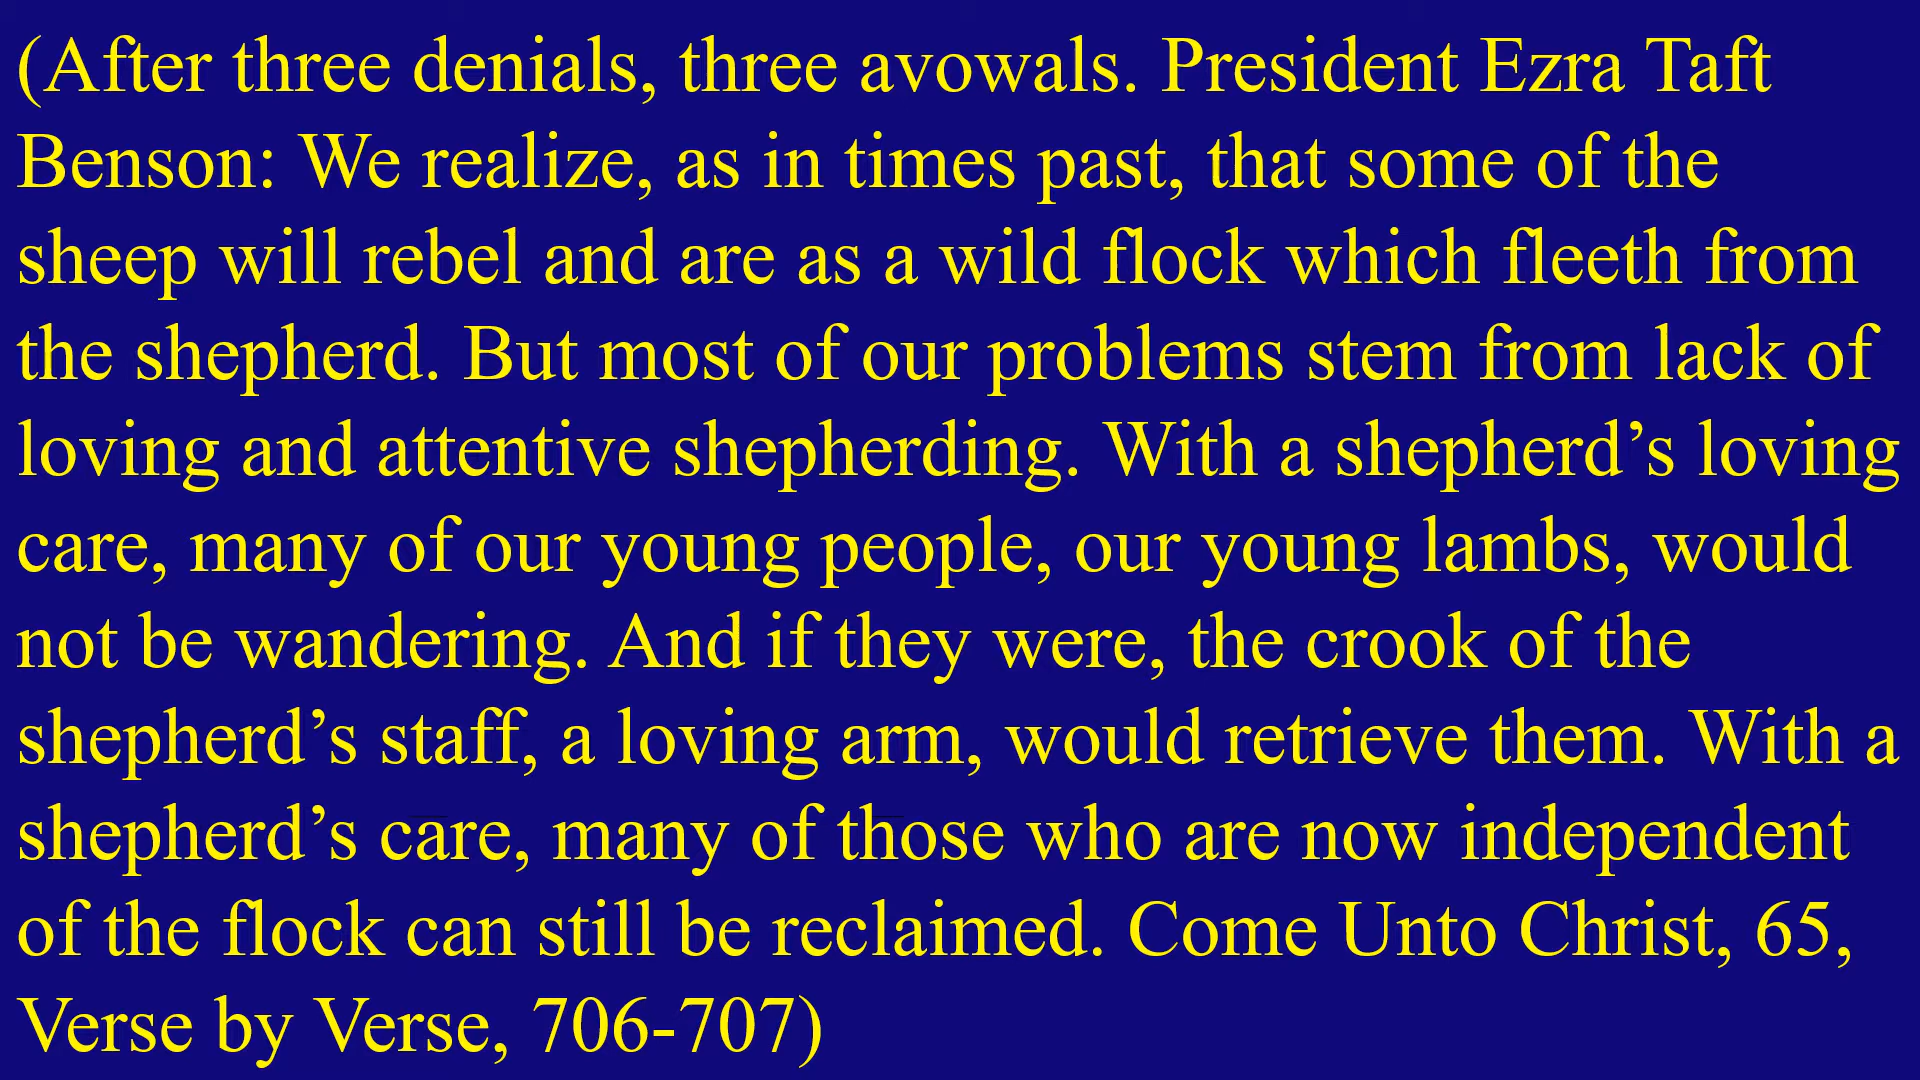 (After three denials, three avowals. President Ezra Taft
Benson: We realize, as in times past, that some of the
sheep will rebel and are as a wild flock which fleeth from
the shepherd. But most of our problems stem from lack of
loving and attentive shepherding. With a shepherd’s loving
care, many of our young people, our young lambs, would
not be wandering. And if they were, the crook of the
shepherd’s staff, a loving arm, would retrieve them. With a
shepherd’s care, many of those who are now independent
of the flock can still be reclaimed. Come Unto Christ, 65,
Verse by Verse, 706-707)